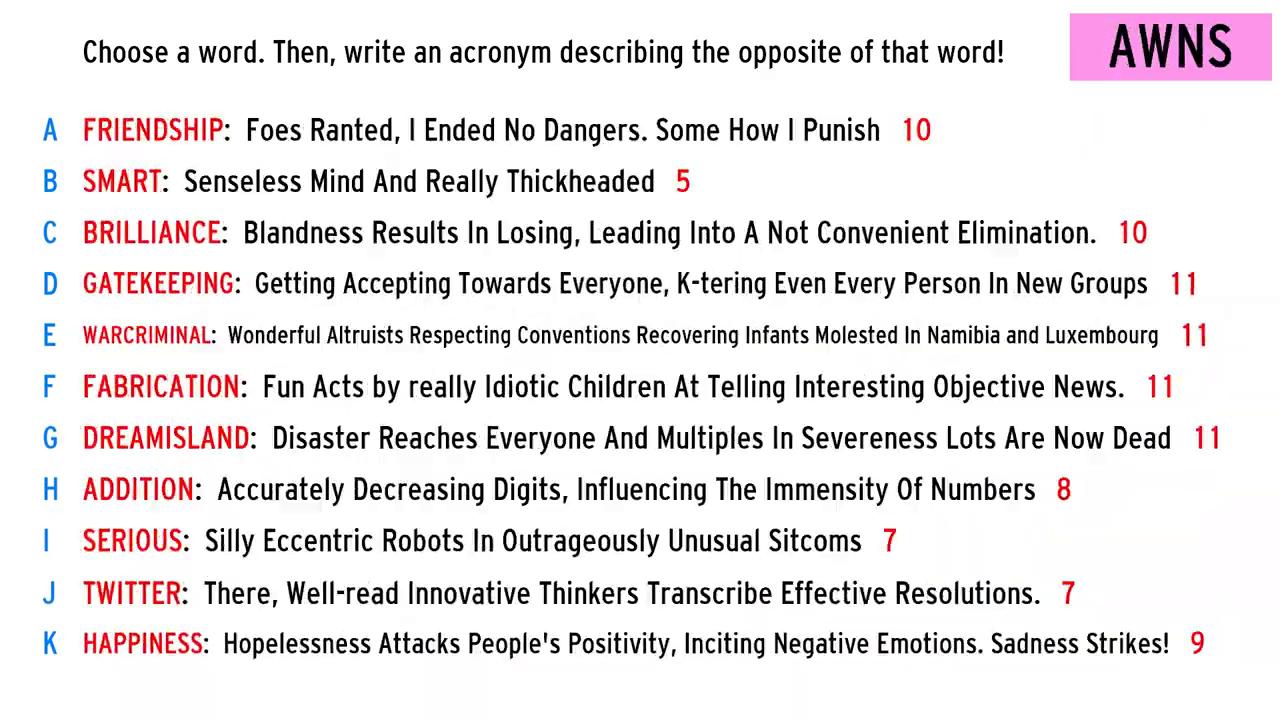 Choose a word. Then, write an acronym describing the opposite of that word!
AWNS
A FRIENDSHIP: Foes Ranted, I Ended No Dangers. Some How I Punish 10
B SMART: Senseless Mind And Really Thickheaded 5
C BRILLIANCE: Blandness Results In Losing, Leading Into A Not Convenient Elimination. 10
D GATEKEEPING: Getting Accepting Towards Everyone, K-tering Even Every Person In New Groups 11
E WARCRIMINAL: Wonderful Altruists Respecting Conventions Recovering Infants Molested In Namibia and Luxembourg 11
F FABRICATION: Fun Acts by really Idiotic Children At Telling Interesting Objective News. 11
G DREAMISLAND: Disaster Reaches Everyone And Multiples In Severeness Lots Are Now Dead 11
H ADDITION: Accurately Decreasing Digits, Influencing The Immensity Of Numbers 8
I SERIOUS: Silly Eccentric Robots In Outrageously Unusual Sitcoms 7
J TWITTER: There, Well-read Innovative Thinkers Transcribe Effective Resolutions. 7
K HAPPINESS: Hopelessness Attacks People's Positivity, Inciting Negative Emotions. Sadness Strikes! 9